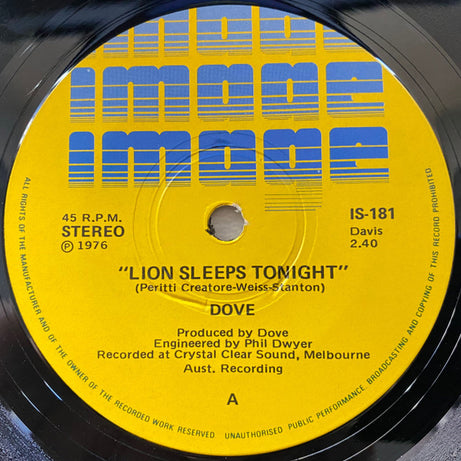 image
image
image
45 R.P.M.
STEREO
Ⓟ 1976
IS-181
Davis
2.40
"LION SLEEPS TONIGHT"
(Peritti Creatore-Weiss-Stanton)
DOVE
Produced by Dove
Engineered by Phil Dwyer
Recorded at Crystal Clear Sound, Melbourne
Aust. Recording
A
ALL RIGHTS OF THE MANUFACTURER AND OF THE OWNER OF THE RECORDED WORK RESERVED UNAUTHORISED PUBLIC PERFORMANCE, BROADCASTING AND COPYING OF THIS RECORD PROHIBITED